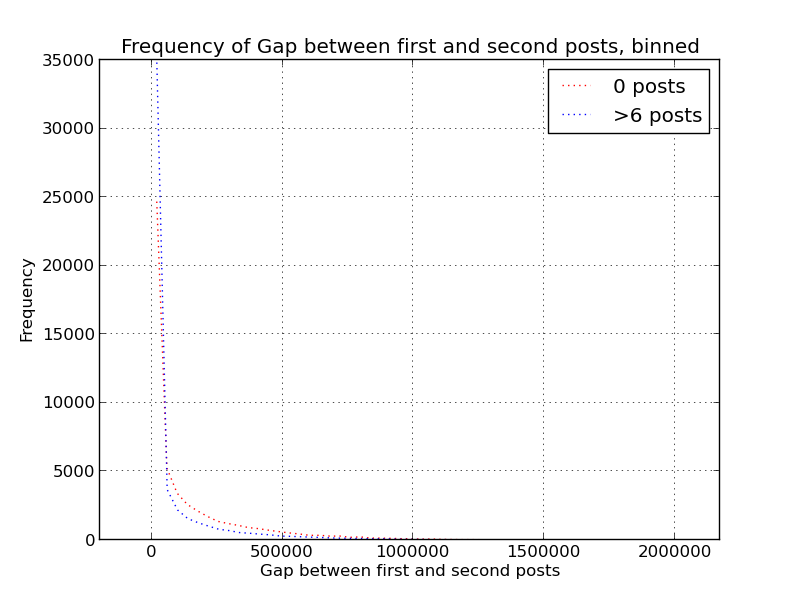 Frequency of Gap between first and second posts, binned
35000
30000
25000
20000
15000
10000
5000
0
Frequency
0 posts
>6 posts
0 500000 1000000 1500000 2000000
Gap between first and second posts